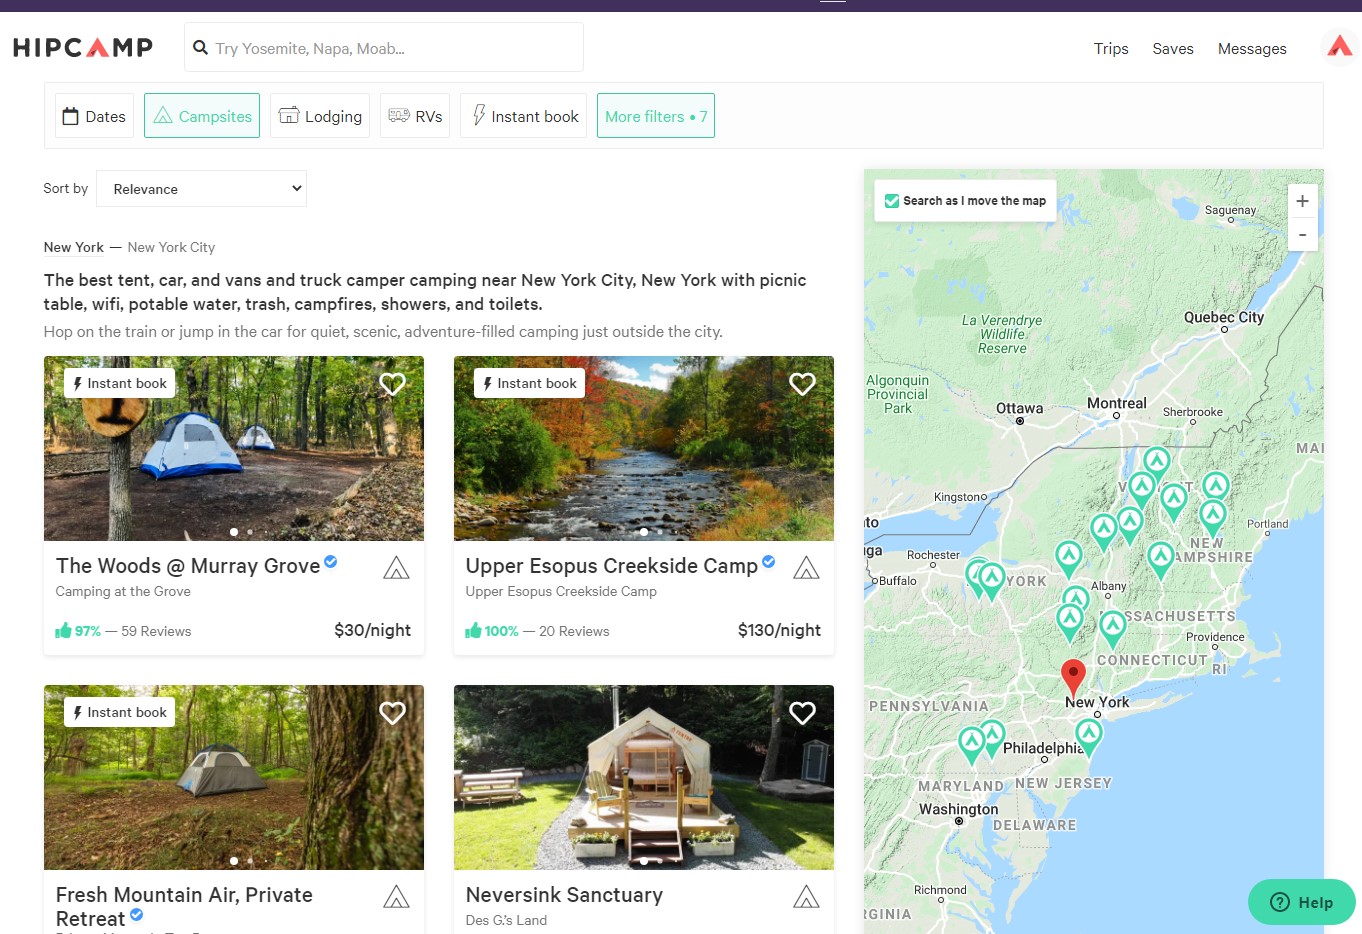 HIPCAMP
Try Yosemite, Napa, Moab...
Trips
Saves
Messages
Dates
Campsites
Lodging
RVs
Instant book
More filters • 7
Sort by
Relevance
New York — New York City
The best tent, car, and vans and truck camper camping near New York City, New York with picnic
table, wifi, potable water, trash, campfires, showers, and toilets.
Hop on the train or jump in the car for quiet, scenic, adventure-filled camping just outside the city.
Instant book
The Woods @ Murray Grove
Camping at the Grove
97% — 59 Reviews
$30/night
Instant book
Upper Esopus Creekside Camp
Upper Esopus Creekside Camp
100% — 20 Reviews
$130/night
Instant book
Fresh Mountain Air, Private
Retreat
Neversink Sanctuary
Des G.'s Land
Search as I move the map
+
-
Saguenay
Quebec City
La Verendrye
Wildlife
Reserve
Algonquin
Provincial
Park
Ottawa
Montreal
Sherbrooke
MAI
Kingston
V
T
Portland
to
NEW
AMPSHIRE
iga
Rochester
Buffalo
YORK
Albany
SSACHUSETTS
Providence
CONNECTICUT
RI
PENNSYLVANIA
New York
Philadelphia
MARYLAND
NEW JERSEY
Washington
DELAWARE
Richmond
RGINIA
Help